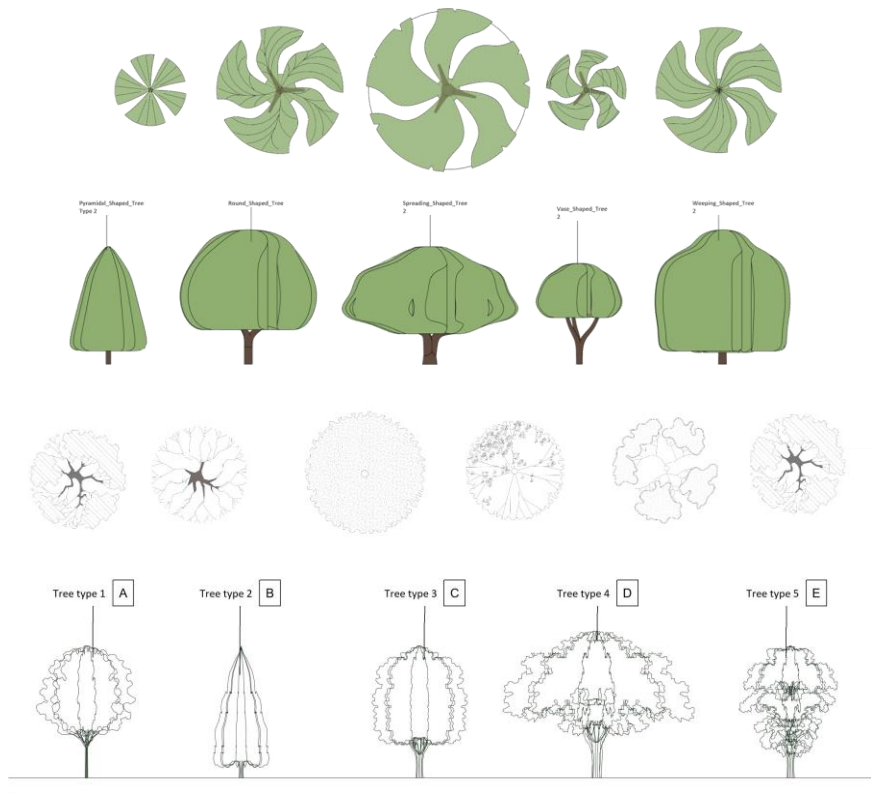 Pyramidal_Shaped_Tree
Type 2
Round_Shaped_Tree
Spreading_Shaped_Tree
2
Vase_Shaped_Tree
2
Weeping_Shaped_Tree
2
Tree type 1 A
Tree type 2 B
Tree type 3 C
Tree type 4 D
Tree type 5 E